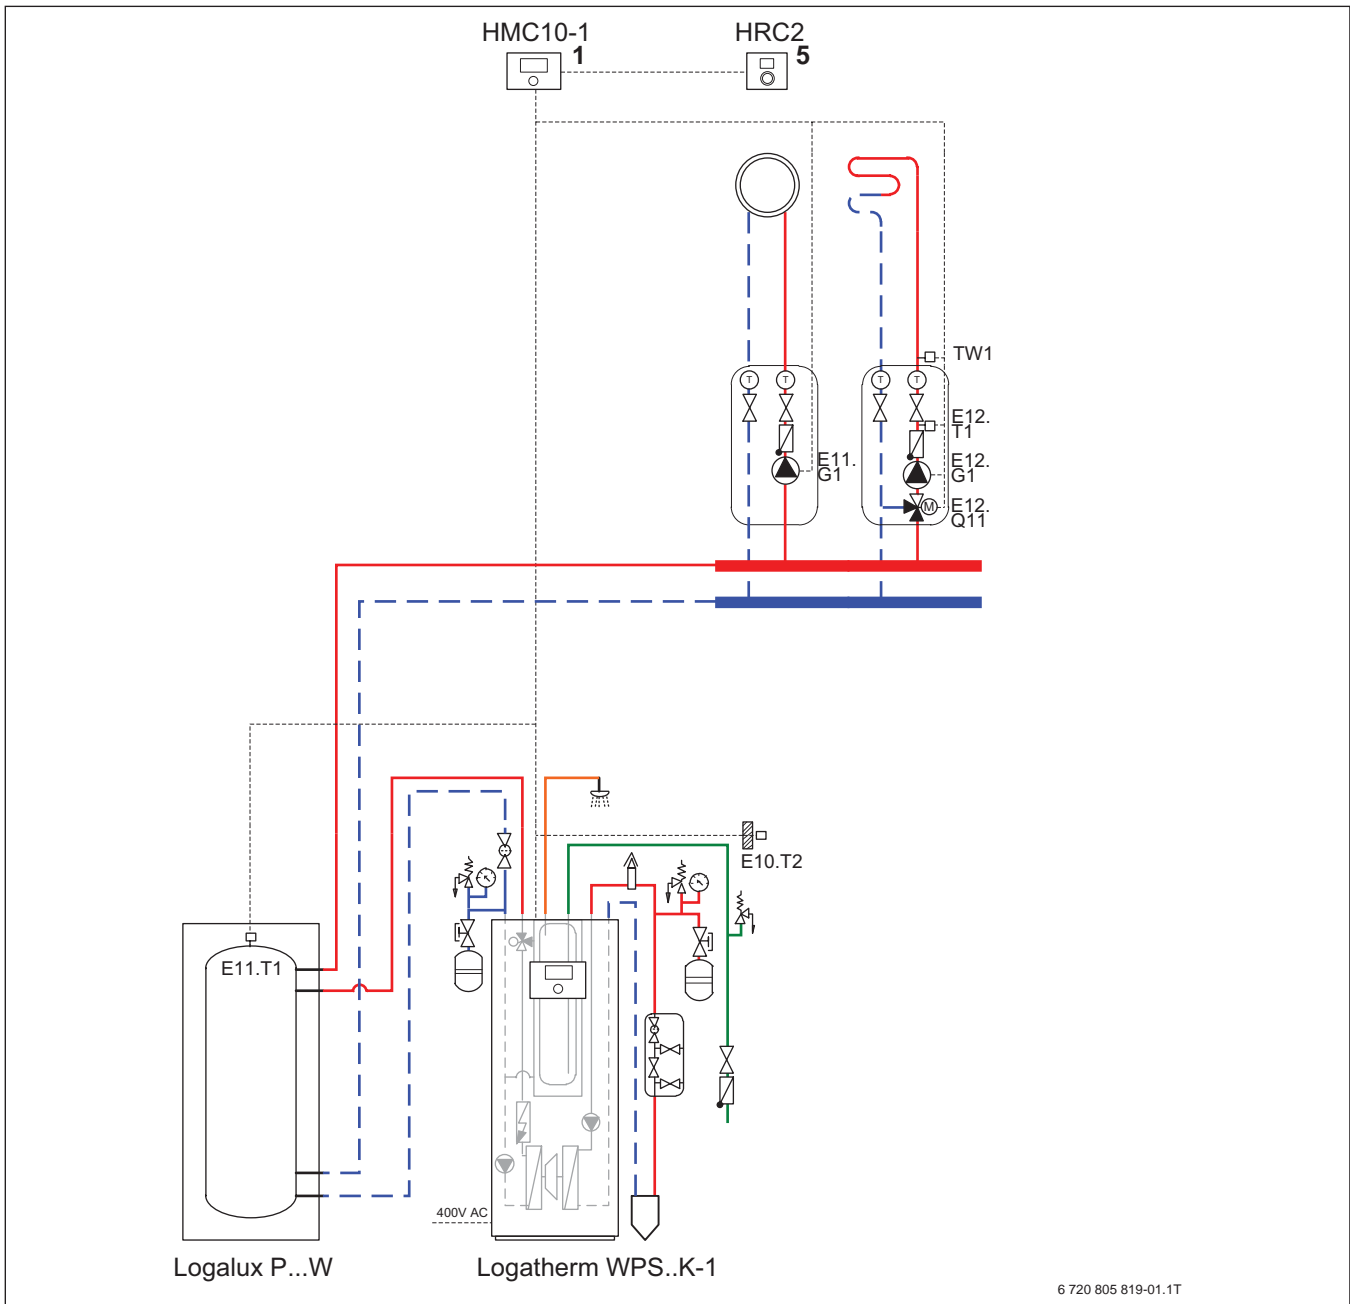 HMC10-1
1
HRC2
5
TW1
T
T
T
T
E12.
T1
E11.
G1
E12.
G1
M
E12.
Q11
E10.T2
E11.T1
400V AC
Logalux P...W
Logatherm WPS..K-1
6 720 805 819-01.1T